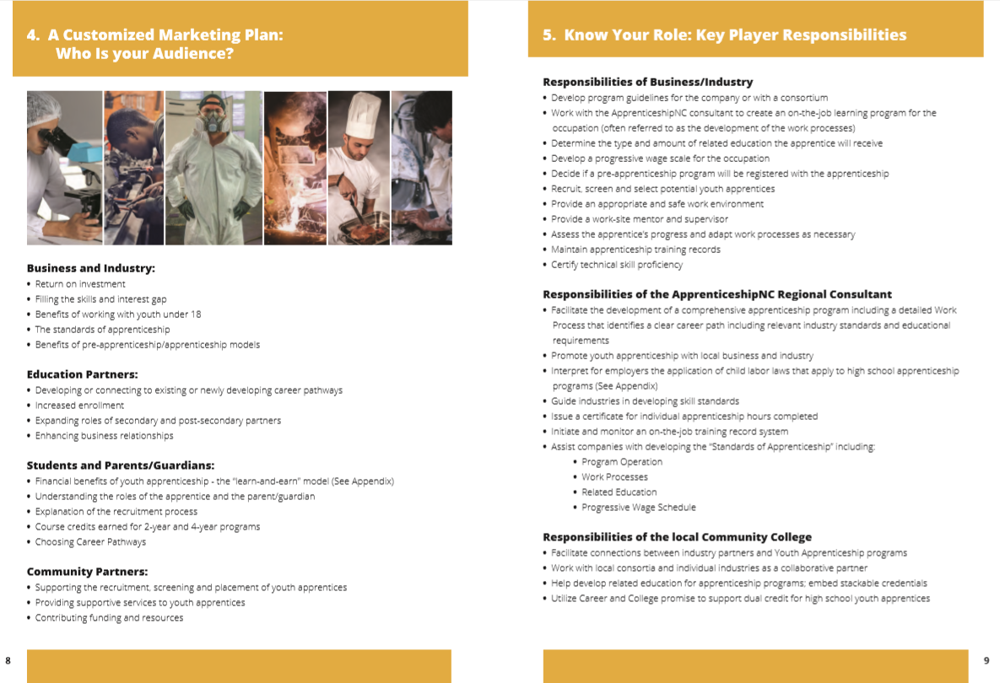 4. A Customized Marketing Plan:
Who Is your Audience?
Business and Industry:
• Return on investment
• Filling the skills and interest gap
• Benefits of working with youth under 18
• The standards of apprenticeship
• Benefits of pre-apprenticeship/apprenticeship models
Education Partners:
• Developing or connecting to existing or newly developing career pathways
• Increased enrollment
• Expanding roles of secondary and post-secondary partners
• Enhancing business relationships
Students and Parents/Guardians:
• Financial benefits of youth apprenticeship - the “learn-and-earn” model (See Appendix)
• Understanding the roles of the apprentice and the parent/guardian
• Explanation of the recruitment process
• Course credits earned for 2-year and 4-year programs
• Choosing Career Pathways
Community Partners:
• Supporting the recruitment, screening and placement of youth apprentices
• Providing supportive services to youth apprentices
• Contributing funding and resources
8
5. Know Your Role: Key Player Responsibilities
Responsibilities of Business/Industry
• Develop program guidelines for the company or with a consortium
• Work with the ApprenticeshipNC consultant to create an on-the-job learning program for the
occupation (often referred to as the development of the work processes)
• Determine the type and amount of related education the apprentice will receive
• Develop a progressive wage scale for the occupation
• Decide if a pre-apprenticeship program will be registered with the apprenticeship
• Recruit, screen and select potential youth apprentices
• Provide an appropriate and safe work environment
• Provide a work-site mentor and supervisor
• Assess the apprentice's progress and adapt work processes as necessary
• Maintain apprenticeship training records
• Certify technical skill proficiency
Responsibilities of the ApprenticeshipNC Regional Consultant
• Facilitate the development of a comprehensive apprenticeship program including a detailed Work
Process that identifies a clear career path including relevant industry standards and educational
requirements
• Promote youth apprenticeship with local business and industry
• Interpret for employers the application of child labor laws that apply to high school apprenticeship
programs (See Appendix)
• Guide industries in developing skill standards
• Issue a certificate for individual apprenticeship hours completed
• Initiate and monitor an on-the-job training record system
• Assist companies with developing the “Standards of Apprenticeship” including:
• Program Operation
• Work Processes
• Related Education
• Progressive Wage Schedule
Responsibilities of the local Community College
• Facilitate connections between industry partners and Youth Apprenticeship programs
• Work with local consortia and individual industries as a collaborative partner
• Help develop related education for apprenticeship programs; embed stackable credentials
• Utilize Career and College promise to support dual credit for high school youth apprentices
9